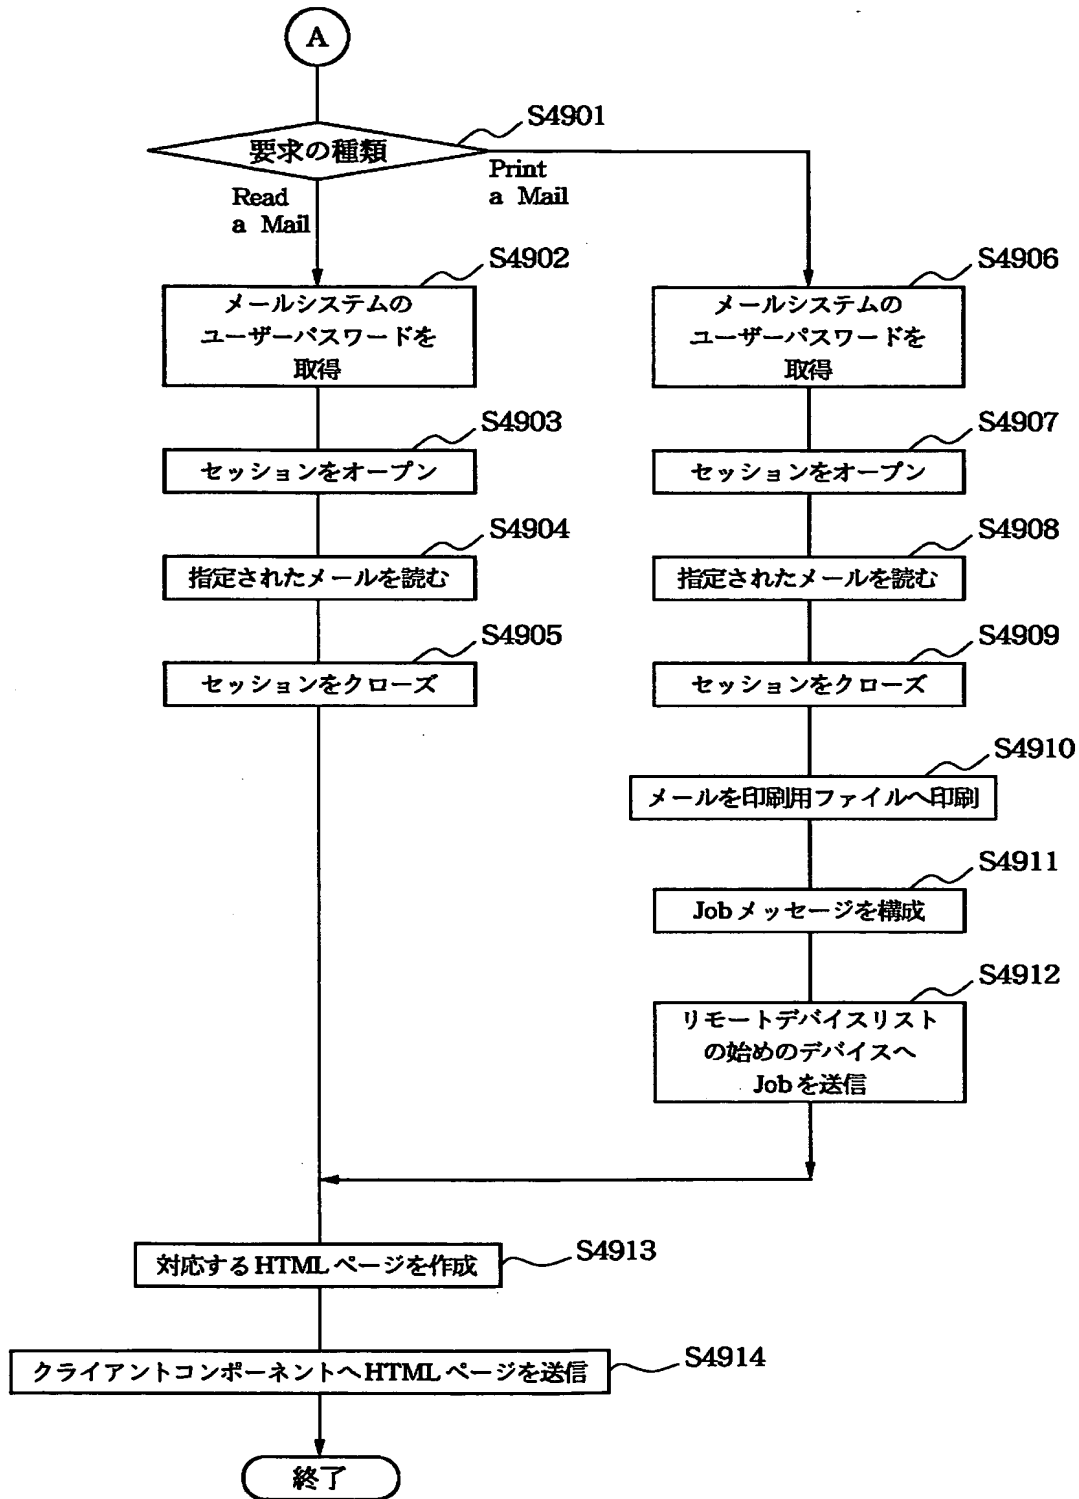 A
S4901
要求の種類
Print
a Mail
Read
a Mail
S4902
メールシステムの
ユーザーパスワードを
取得
S4903
セッションをオープン
S4904
指定されたメールを読む
S4905
セッションをクローズ
S4906
メールシステムの
ユーザーパスワードを
取得
S4907
セッションをオープン
S4908
指定されたメールを読む
S4909
セッションをクローズ
S4910
メールを印刷用ファイルへ印刷
S4911
Jobメッセージを構成
S4912
リモートデバイスリスト
の始めのデバイスへ
Jobを送信
S4913
対応するHTMLページを作成
S4914
クライアントコンポーネントへHTMLページを送信
終了